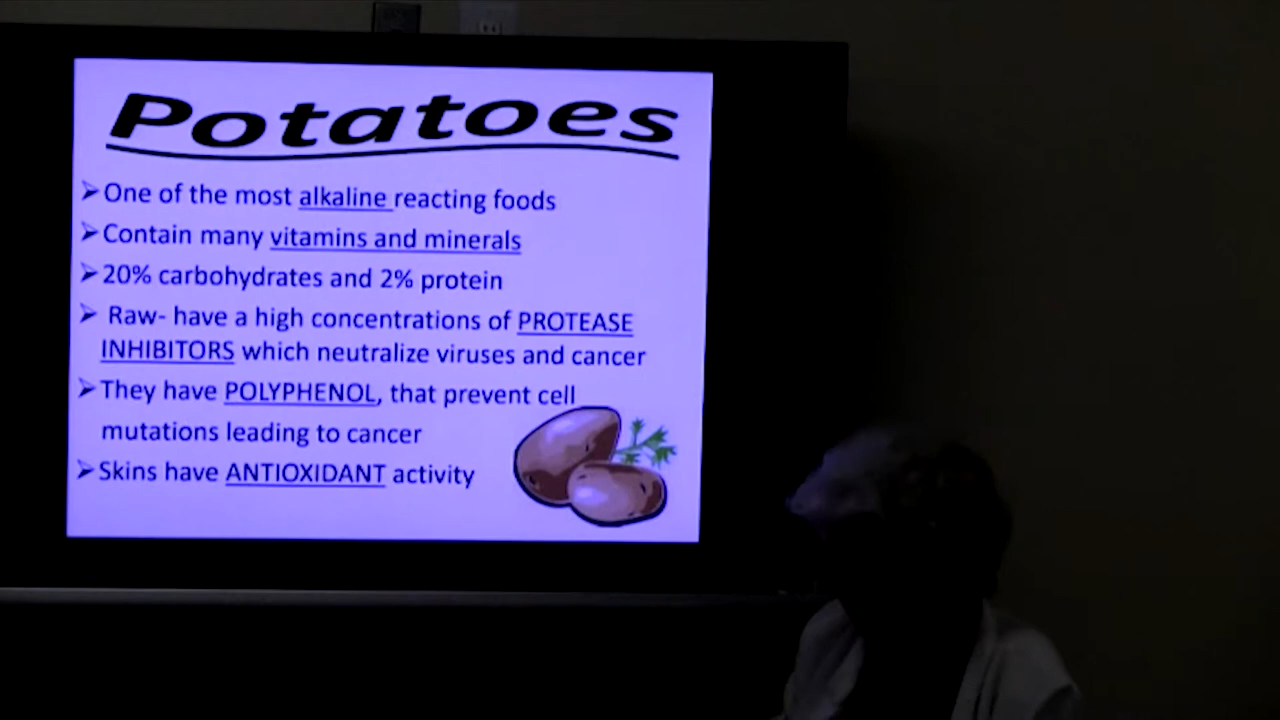 Potatoes
One of the most alkaline reacting foods
Contain many vitamins and minerals
20% carbohydrates and 2% protein
Raw- have a high concentrations of PROTEASE
INHIBITORS which neutralize viruses and cancer
They have POLYPHENOL, that prevent cell
mutations leading to cancer
Skins have ANTIOXIDANT activity